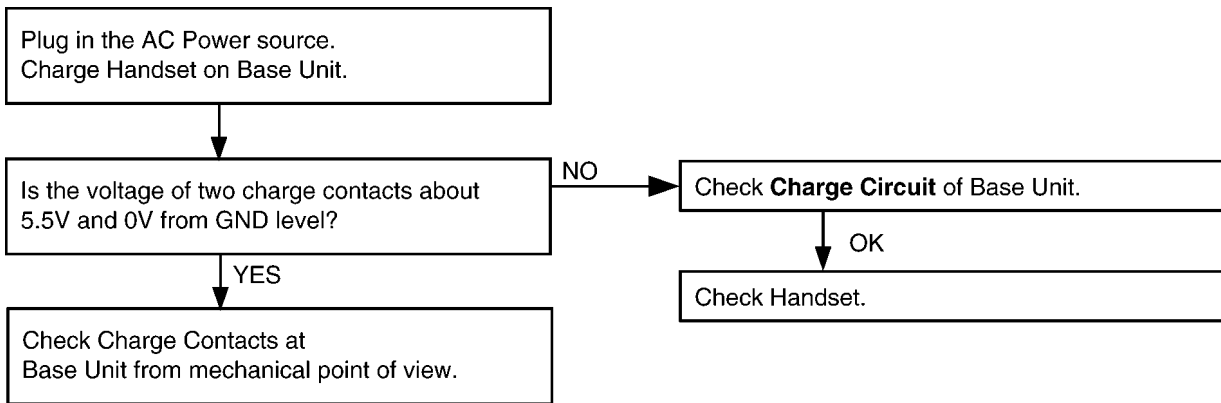 Plug in the AC Power source.
Charge Handset on Base Unit.
Is the voltage of two charge contacts about
5.5V and 0V from GND level?
NO
Check Charge Circuit of Base Unit.
OK
Check Handset.
YES
Check Charge Contacts at
Base Unit from mechanical point of view.